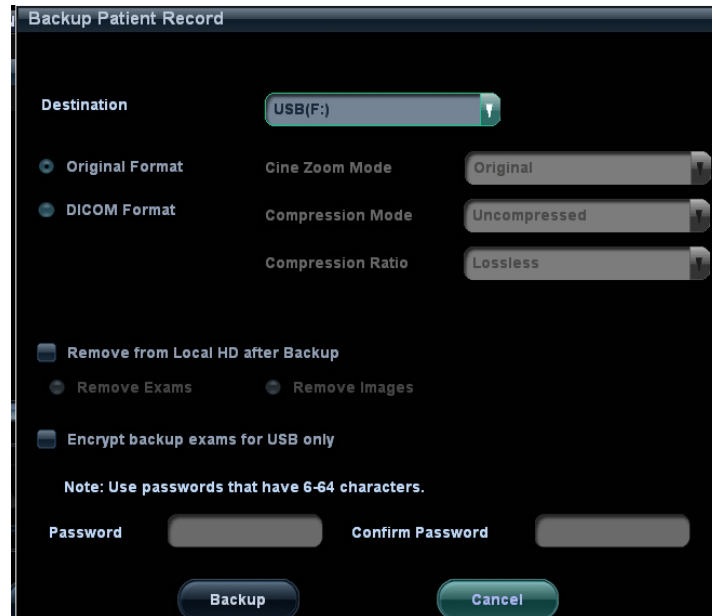 Backup Patient Record
Destination USB(F:)
Original Format Cine Zoom Mode Original
DICOM Format Compression Mode Uncompressed
Compression Ratio Lossless
Remove from Local HD after Backup
Remove Exams Remove Images
Encrypt backup exams for USB only
Note: Use passwords that have 6-64 characters.
Password Confirm Password
Backup Cancel